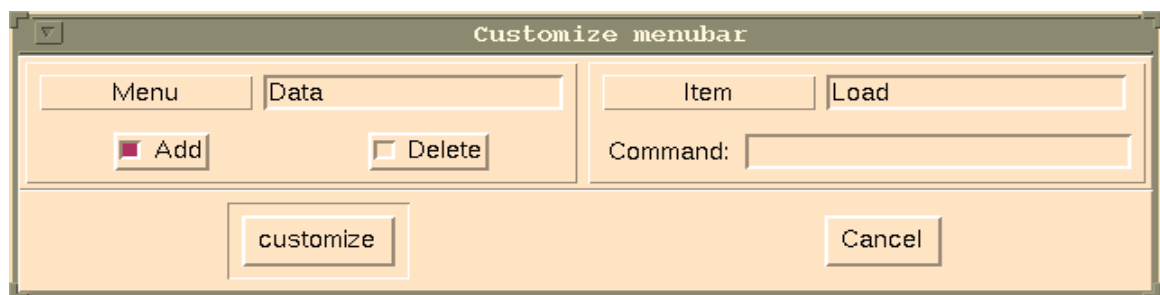 Customize menubar
Menu Data Item Load
Add Delete Command:
customize Cancel